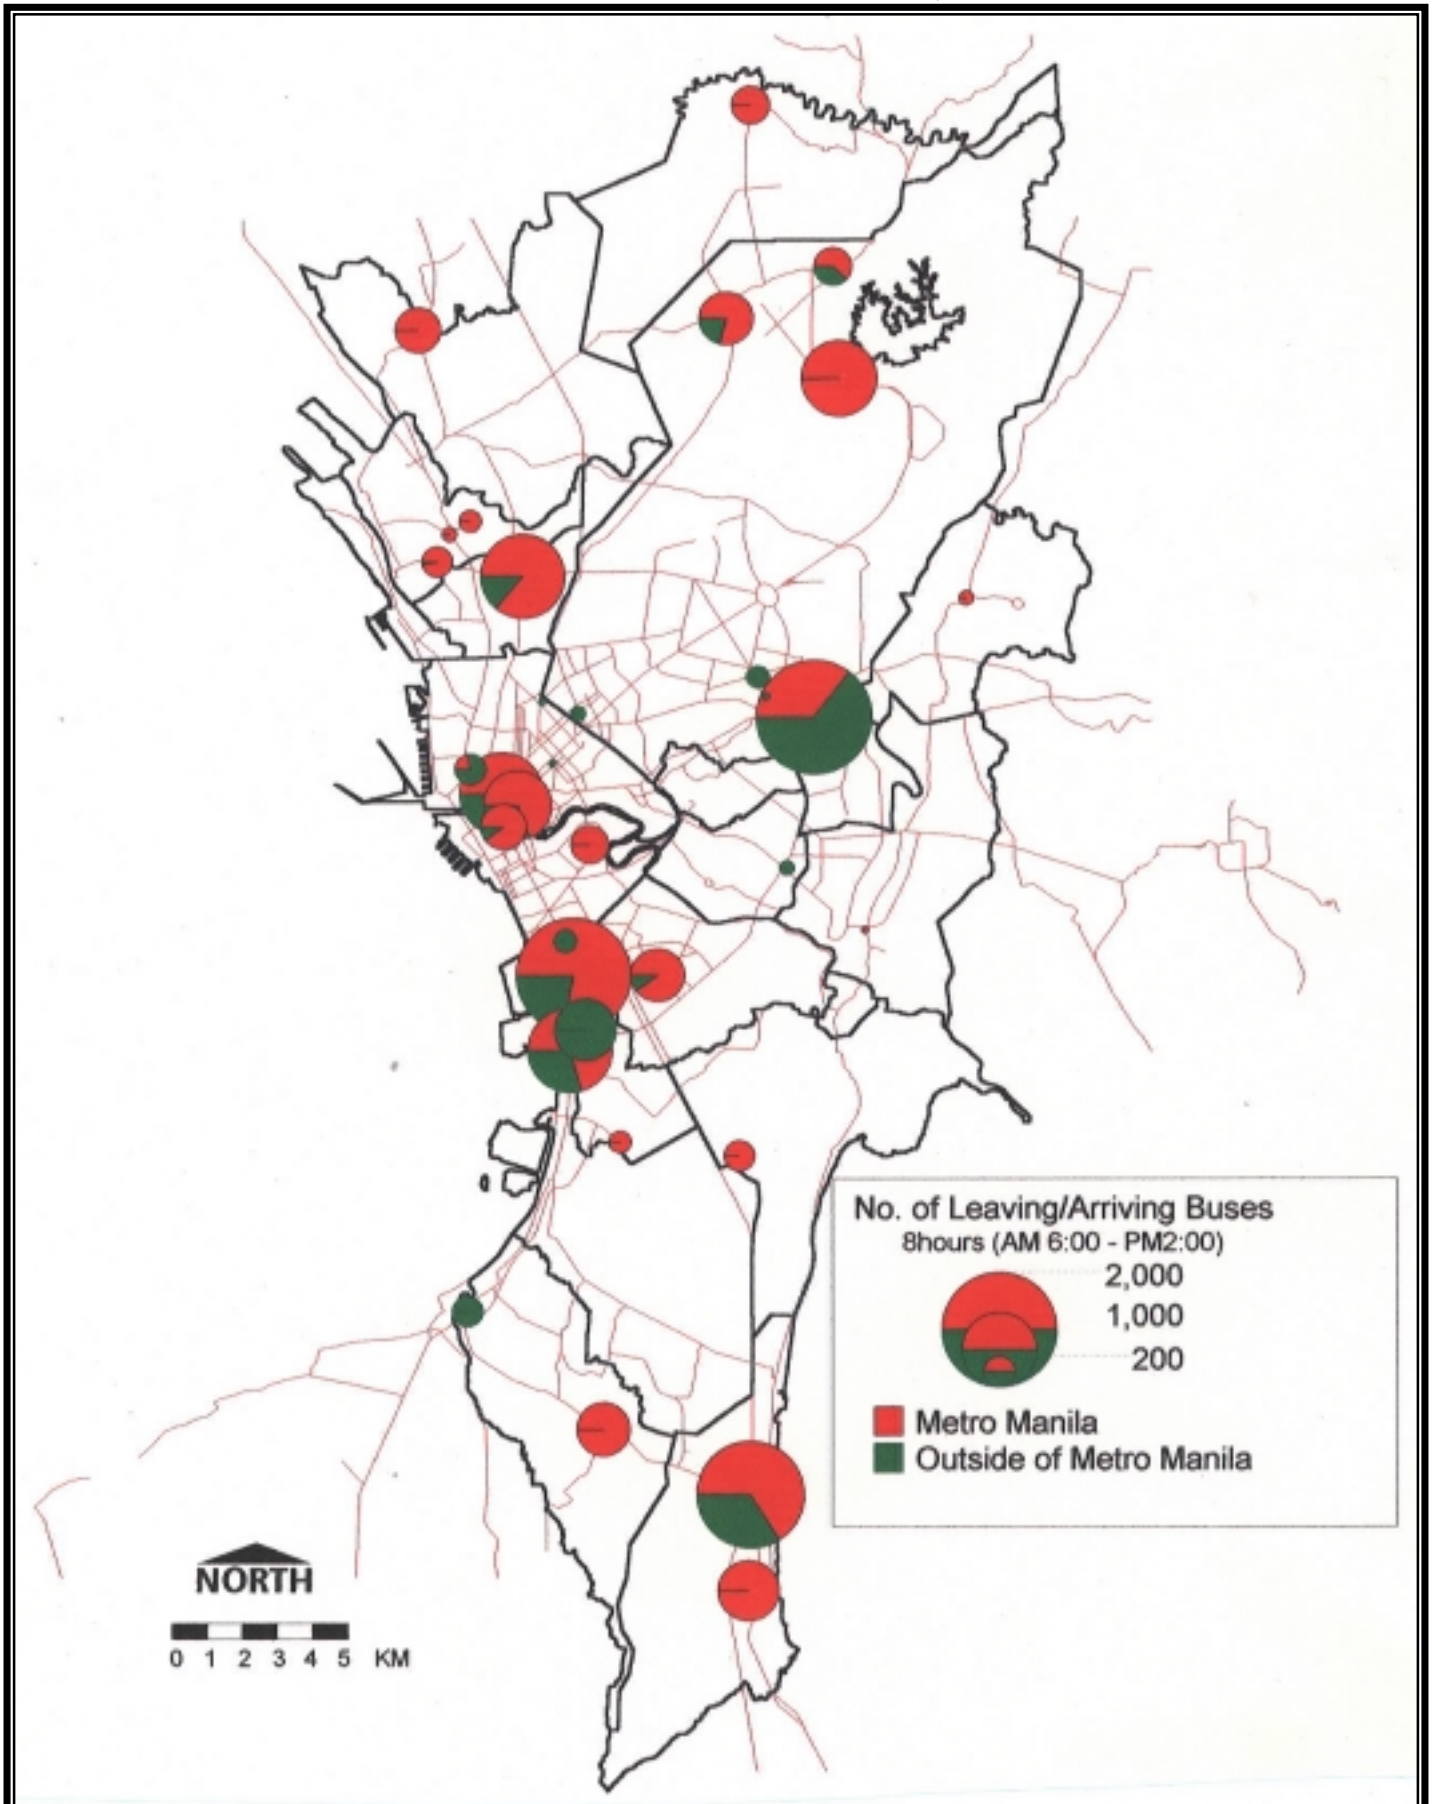 No. of Leaving/Arriving Buses
8hours (AM 6:00 - PM2:00)
2,000
1,000
200
Metro Manila
Outside of Metro Manila
NORTH
0 1 2 3 4 5 KM